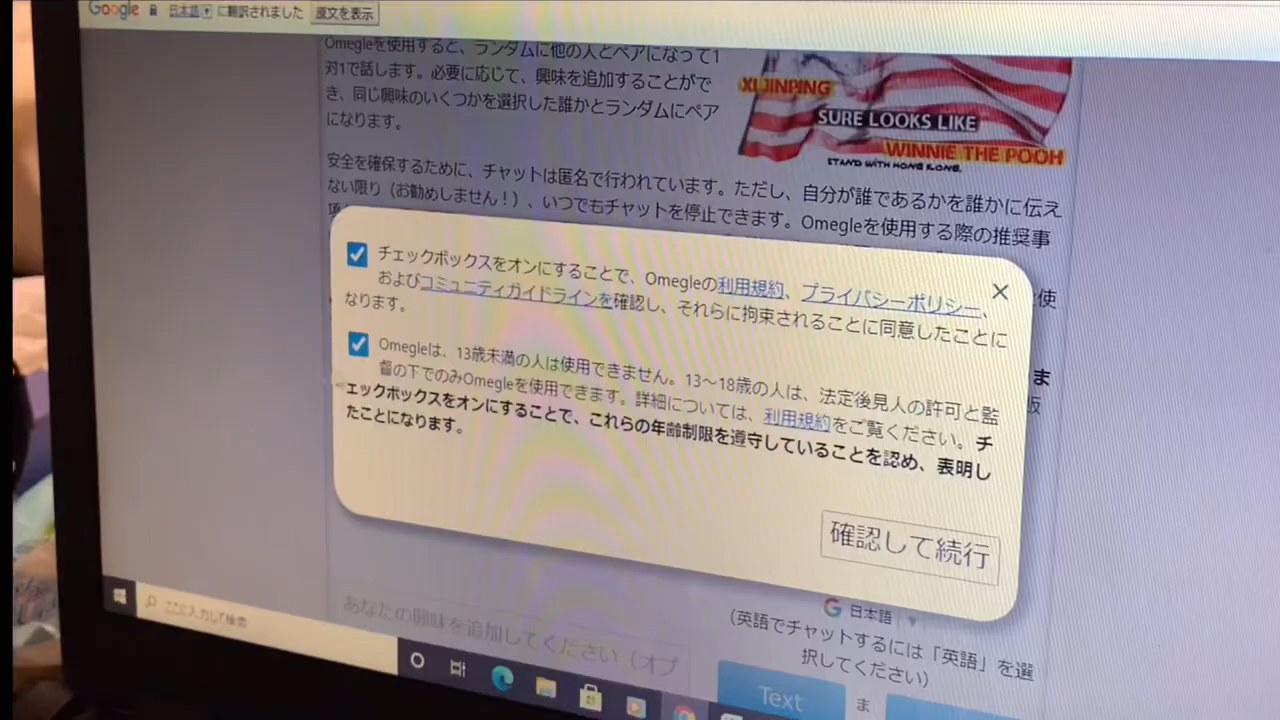 Google 日本語 に翻訳されました 原文を表示
Omegleを使用すると、ランダムに他の人とペアになって1
対1で話します。必要に応じて、興味を追加することがで
き、同じ興味のいくつかを選択した誰かとランダムにペア
になります。
XI JINPING
SURE LOOKS LIKE
WINNIE THE POOH
STAND WITH HONG KONG.
安全を確保するために、チャットは匿名で行われています。ただし、自分が誰であるかを誰かに伝え
ない限り（お勧めしません！）、いつでもチャットを停止できます。Omegleを使用する際の推奨事
チェックボックスをオンにすることで、Omegleの利用規約、プライバシーポリシー、
およびコミュニティガイドラインを確認し、それらに拘束されることに同意したことに
なります。
Omegleは、13歳未満の人は使用できません。13〜18歳の人は、法定後見人の許可と監
督の下でのみOmegleを使用できます。詳細については、利用規約をご覧ください。チ
ェックボックスをオンにすることで、これらの年齢制限を遵守していることを認め、表明し
たことになります。
確認して続行
使
ま
あなたの興味を追加してください（オプ
G 日本語
（英語でチャットするには「英語」を選
択してください）
Text
ま
ここに入力して検索